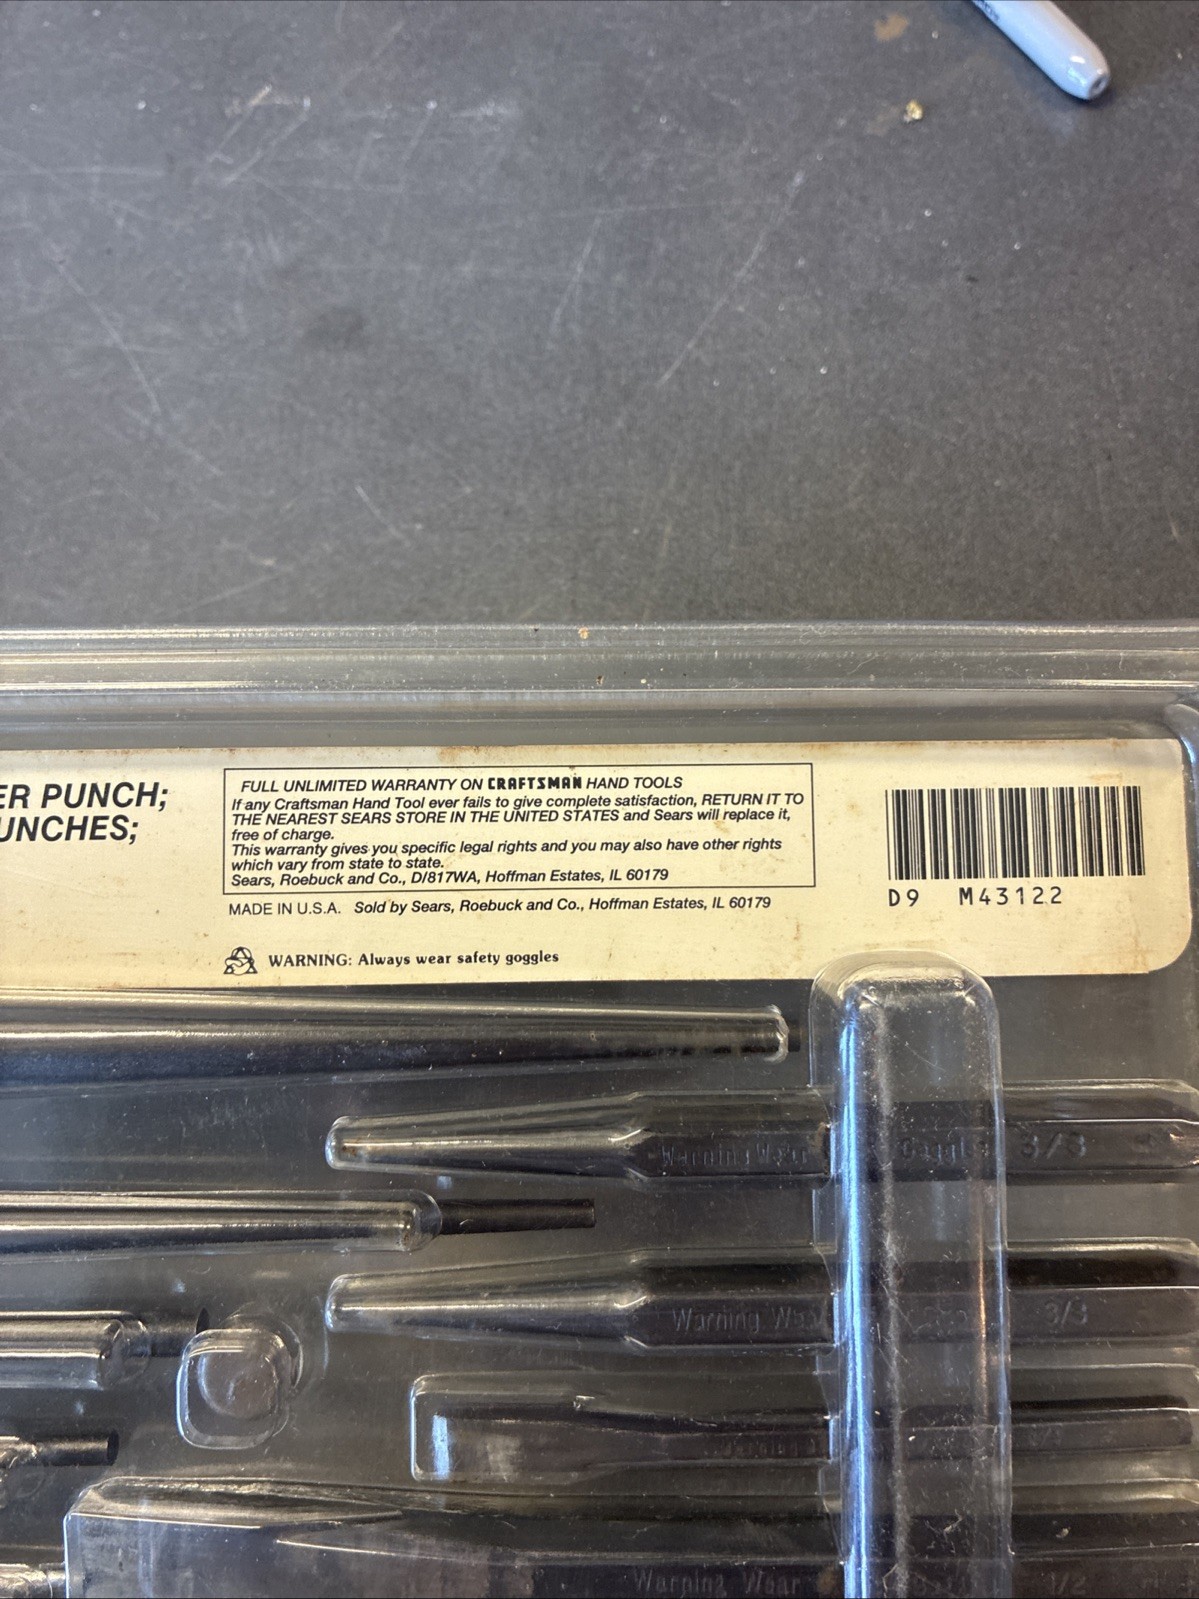 ER PUNCH;
UNCHES;
FULL UNLIMITED WARRANTY ON CRAFTSMAN HAND TOOLS
If any Craftsman Hand Tool ever fails to give complete satisfaction, RETURN IT TO
THE NEAREST SEARS STORE IN THE UNITED STATES and Sears will replace it,
free of charge.
This warranty gives you specific legal rights and you may also have other rights
which vary from state to state.
Sears, Roebuck and Co., D/817WA, Hoffman Estates, IL 60179
MADE IN U.S.A. Sold by Sears, Roebuck and Co., Hoffman Estates, IL 60179
WARNING: Always wear safety goggles
D9 M43122
Warning Wear 3/8
Warning 3/8
Warning Wear 1/2